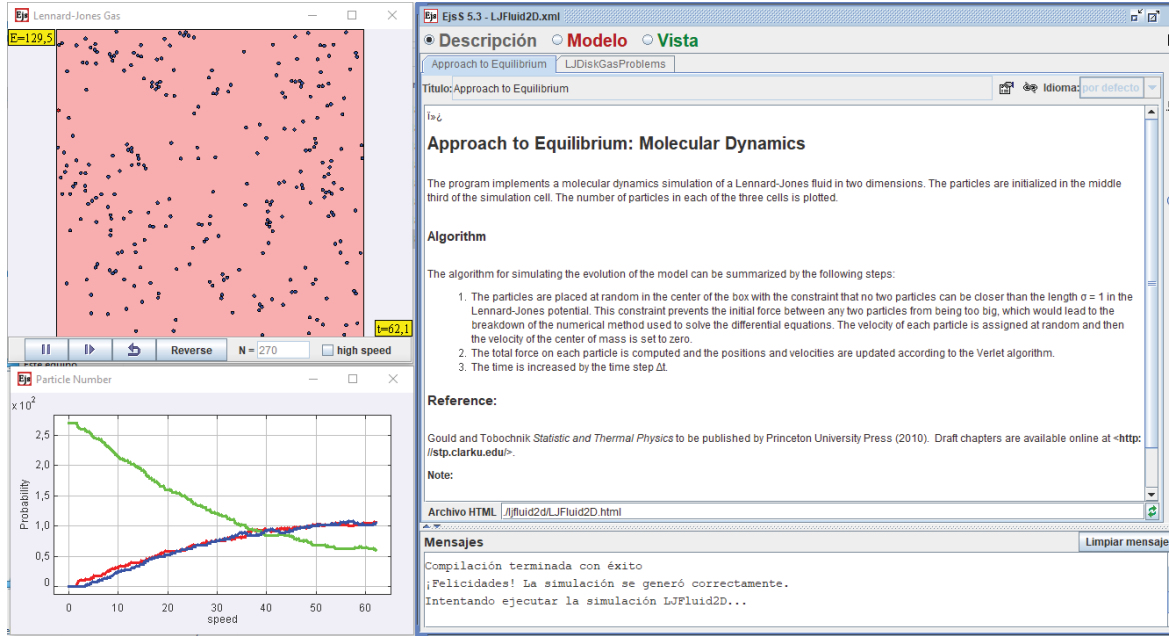 Lennard-Jones Gas
E=129,5
t=62,1
Reverse
N = 270
high speed
Particle Number
x 10²
Probability
2,5
2,0
1,5
1,0
0,5
0
0 10 20 30 40 50 60
speed
EjsS 5.3 - LJFluid2D.xml
Descripción Modelo Vista
Approach to Equilibrium LJDiskGasProblems
Título: Approach to Equilibrium Idioma: por defecto
ï»¿
Approach to Equilibrium: Molecular Dynamics
The program implements a molecular dynamics simulation of a Lennard-Jones fluid in two dimensions. The particles are initialized in the middle
third of the simulation cell. The number of particles in each of the three cells is plotted.
Algorithm
The algorithm for simulating the evolution of the model can be summarized by the following steps:
1. The particles are placed at random in the center of the box with the constraint that no two particles can be closer than the length σ = 1 in the
Lennard-Jones potential. This constraint prevents the initial force between any two particles from being too big, which would lead to the
breakdown of the numerical method used to solve the differential equations. The velocity of each particle is assigned at random and then
the velocity of the center of mass is set to zero.
2. The total force on each particle is computed and the positions and velocities are updated according to the Verlet algorithm.
3. The time is increased by the time step Δt.
Reference:
Gould and Tobochnik Statistic and Thermal Physics to be published by Princeton University Press (2010). Draft chapters are available online at <http:
//stp.clarku.edu/>.
Note:
Archivo HTML ./ljfluid2d/LJFluid2D.html
Mensajes Limpiar mensaje
Compilación terminada con éxito
¡Felicidades! La simulación se generó correctamente.
Intentando ejecutar la simulación LJFluid2D...